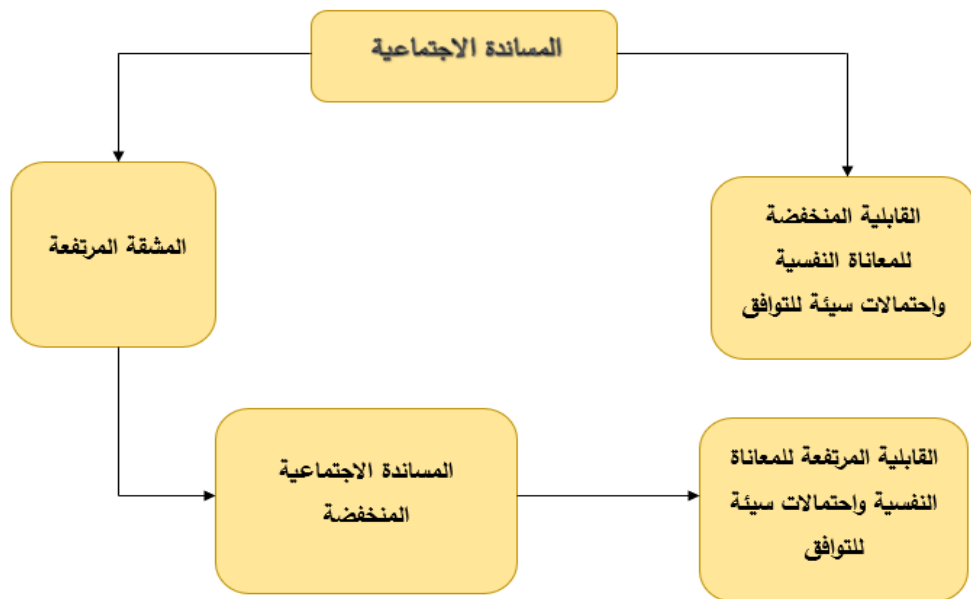 المساندة الاجتماعية
المشقة المرتفعة
القابلية المنخفضة
للمعاناة النفسية
واحتمالات سيئة للتوافق
المساندة الاجتماعية
المنخفضة
القابلية المرتفعة للمعاناة
النفسية واحتمالات سيئة
للتوافق